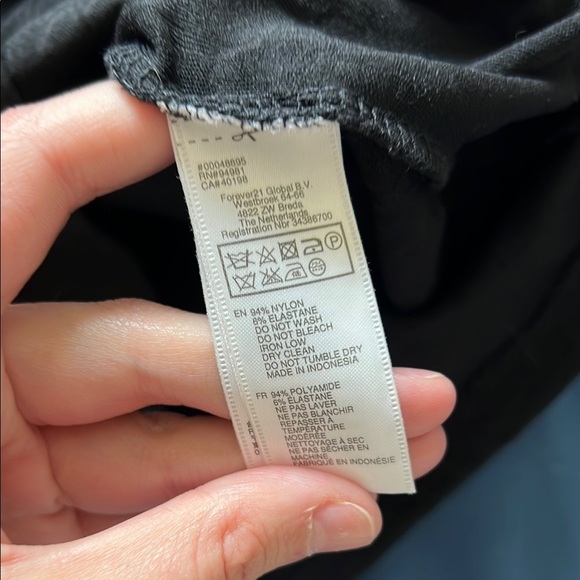 #00048695
RN#94981
CA#40198
Forever21 Global B.V.
Westbroek 64-66
4822 ZW Breda
The Netherlands
Registration Nbr 34386700
P
EN 94% NYLON
6% ELASTANE
DO NOT WASH
DO NOT BLEACH
IRON LOW
DRY CLEAN
DO NOT TUMBLE DRY
MADE IN INDONESIA
FR 94% POLYAMIDE
6% ELASTANE
NE PAS LAVER
NE PAS BLANCHIR
REPASSER À
TEMPÉRATURE
MODÉRÉE
NETTOYAGE À SEC
NE PAS SÉCHER EN
MACHINE
FABRIQUÉ EN INDONÉSIE